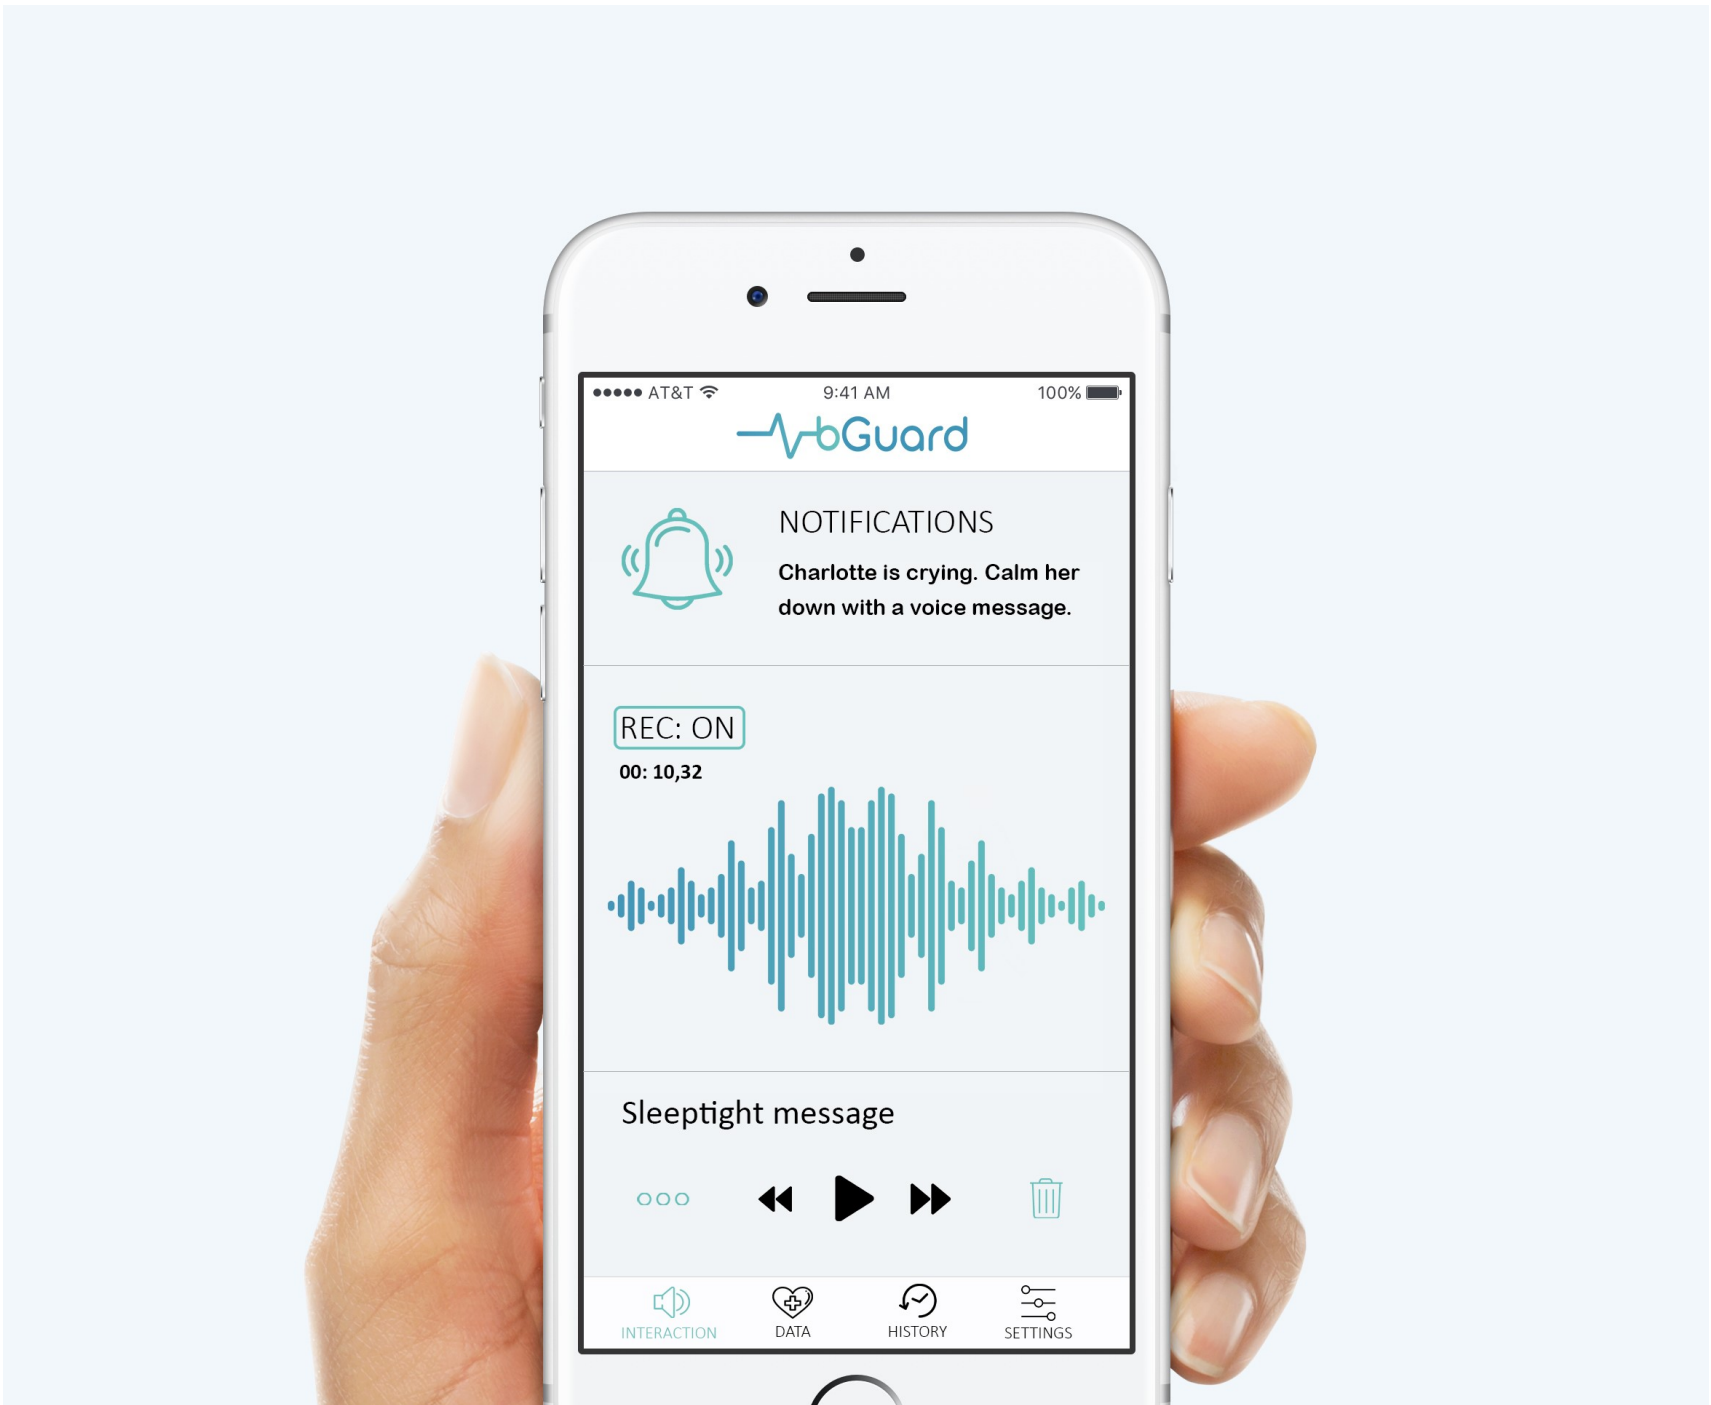 AT&T 9:41 AM 100%
bGuard
NOTIFICATIONS
Charlotte is crying. Calm her
down with a voice message.
REC: ON
00: 10,32
Sleeptight message
INTERACTION DATA HISTORY SETTINGS